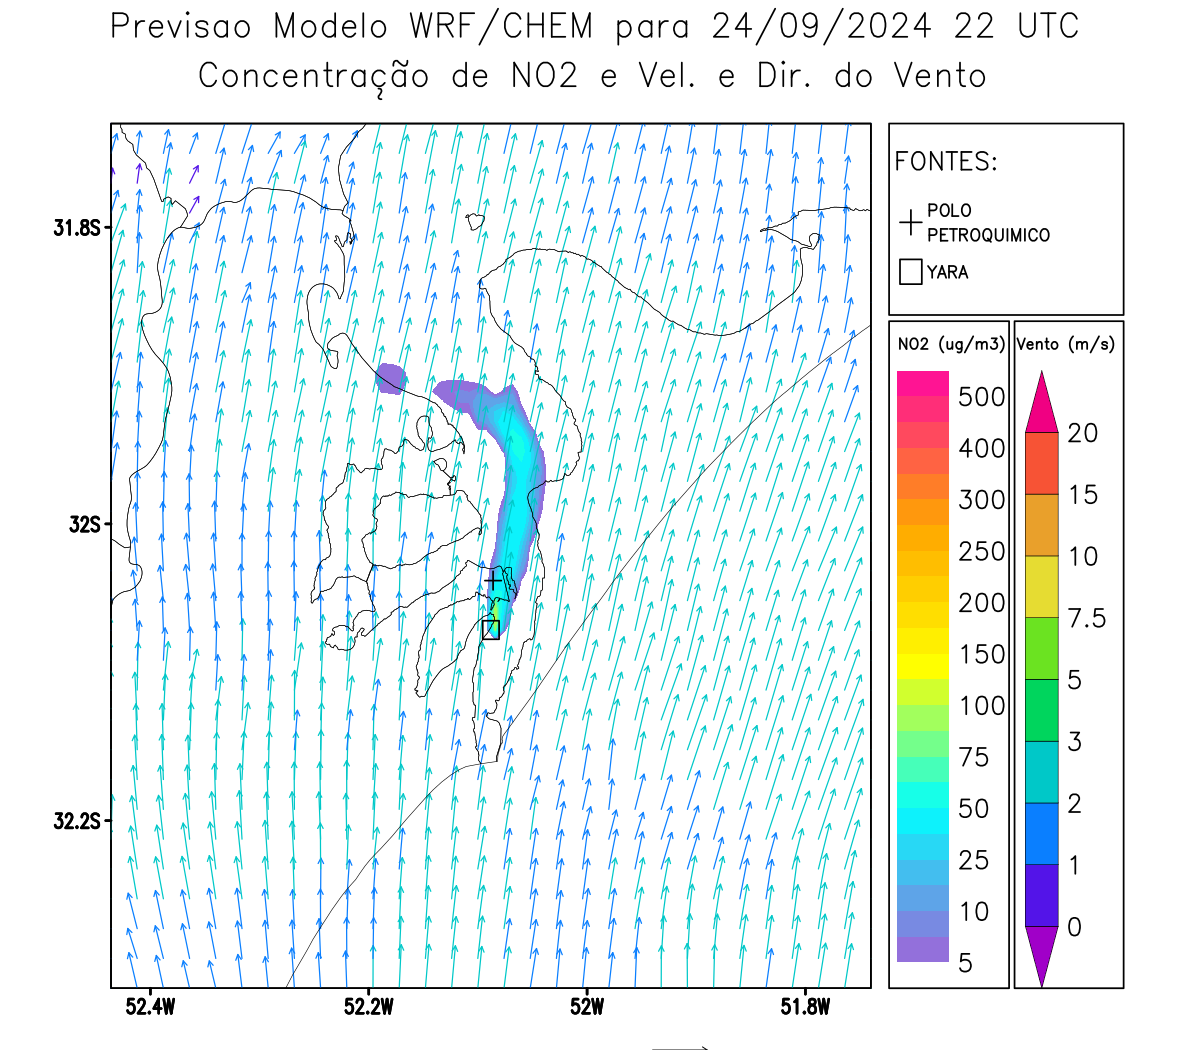 Previsao Modelo WRF/CHEM para 24/09/2024 22 UTC
Concentração de NO2 e Vel. e Dir. do Vento
FONTES:
POLO
PETROQUIMICO
YARA
NO2 (ug/m3)
500
400
300
250
200
150
100
75
50
25
10
5
Vento (m/s)
20
15
10
7.5
5
3
2
1
0
31.8S
32S
32.2S
52.4W
52.2W
52W
51.8W